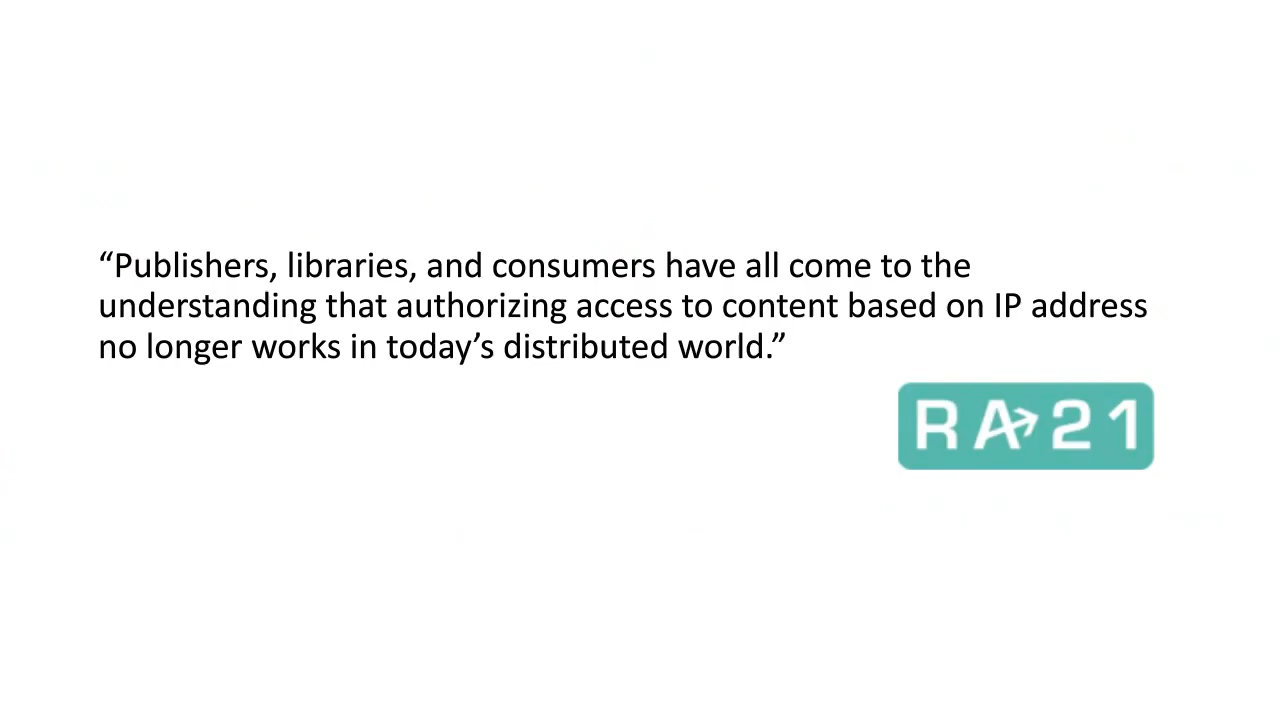 “Publishers, libraries, and consumers have all come to the
understanding that authorizing access to content based on IP address
no longer works in today’s distributed world.”
RA21